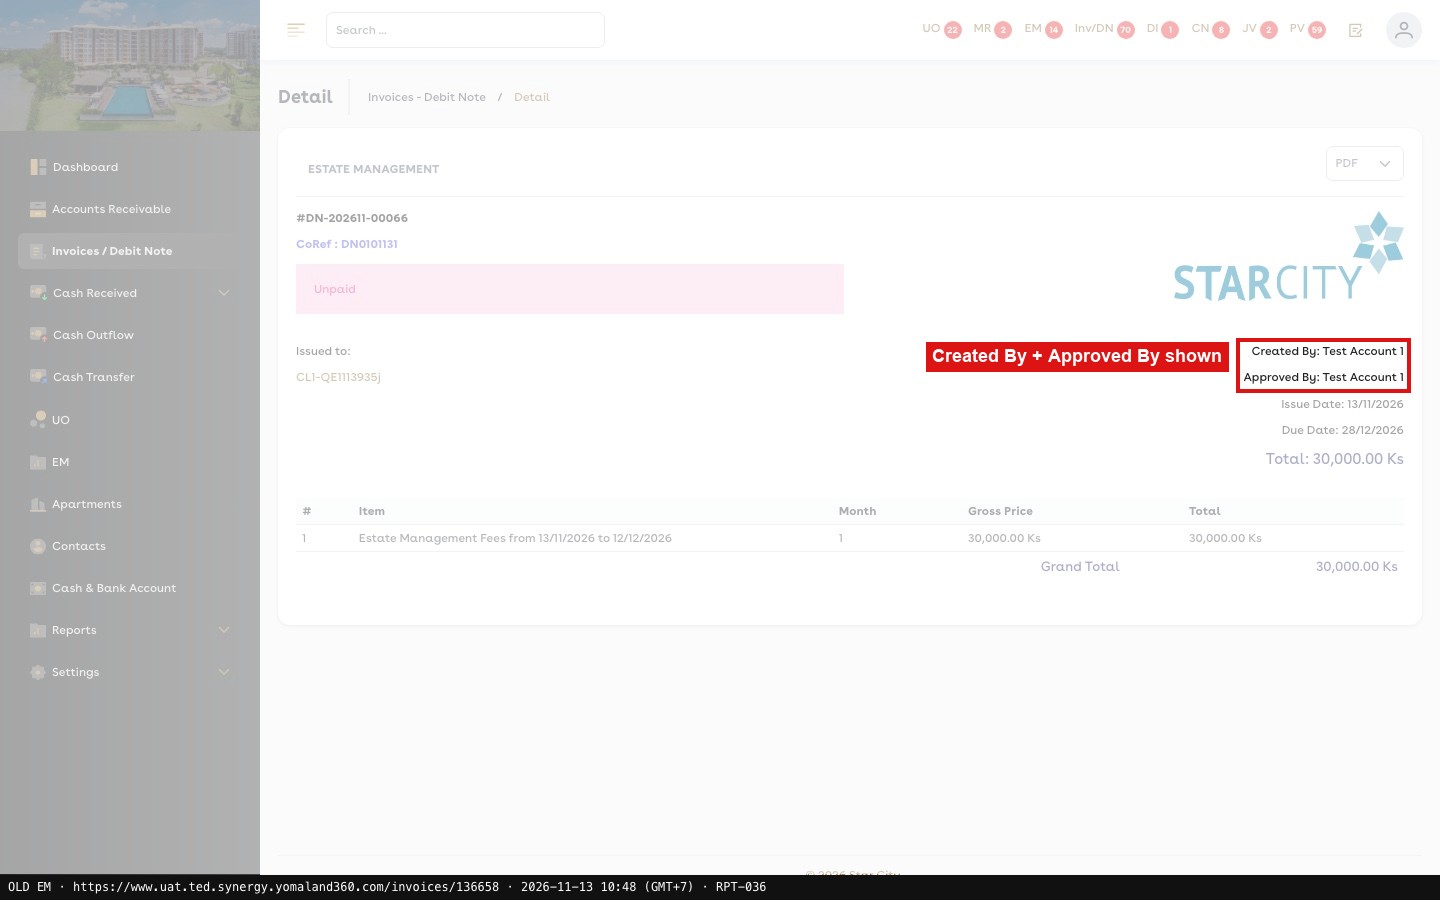 Search ...
UO 22 MR 2 EM 14 Inv/DN 70 DI 1 CN 8 JV 2 PV 59
Detail
Invoices - Debit Note / Detail
Dashboard
Accounts Receivable
Invoices / Debit Note
Cash Received
Cash Outflow
Cash Transfer
UO
EM
Apartments
Contacts
Cash & Bank Account
Reports
Settings
ESTATE MANAGEMENT
PDF
#DN-202611-00066
CoRef : DN0101131
Unpaid
STARCITY
Issued to:
CL1-QE1113935j
Created By + Approved By shown
Created By: Test Account 1
Approved By: Test Account 1
Issue Date: 13/11/2026
Due Date: 28/12/2026
Total: 30,000.00 Ks
# Item Month Gross Price Total
1 Estate Management Fees from 13/11/2026 to 12/12/2026 1 30,000.00 Ks 30,000.00 Ks
Grand Total 30,000.00 Ks
© 2026 Star City
OLD EM · https://www.uat.ted.synergy.yomaland360.com/invoices/136658 · 2026-11-13 10:48 (GMT+7) · RPT-036